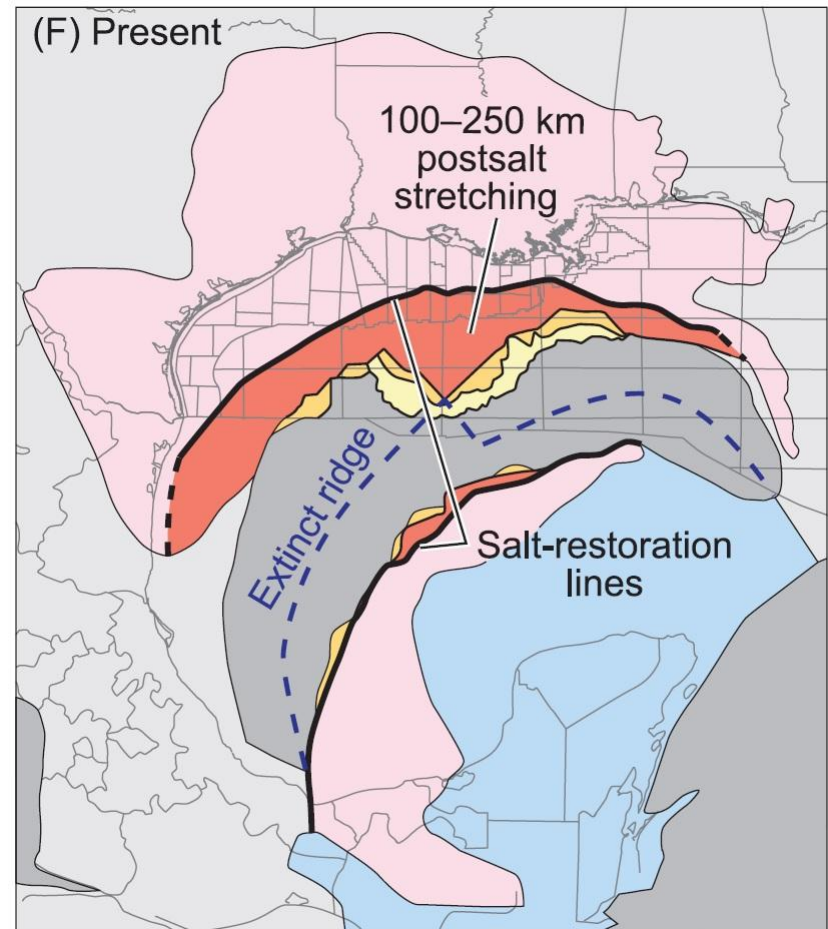 (F) Present
100–250 km
postsalt
stretching
Extinct ridge
Salt-restoration
lines